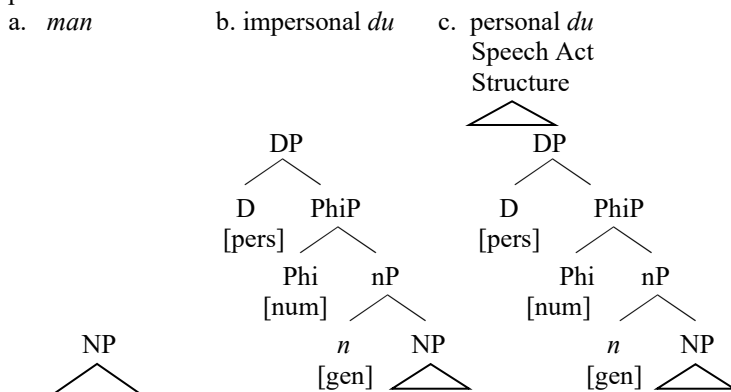 a. man b. impersonal du c. personal du
Speech Act
Structure
DP DP
D PhiP D PhiP
[pers] [pers]
Phi nP Phi nP
[num] [num]
NP n NP n NP
[gen] [gen]